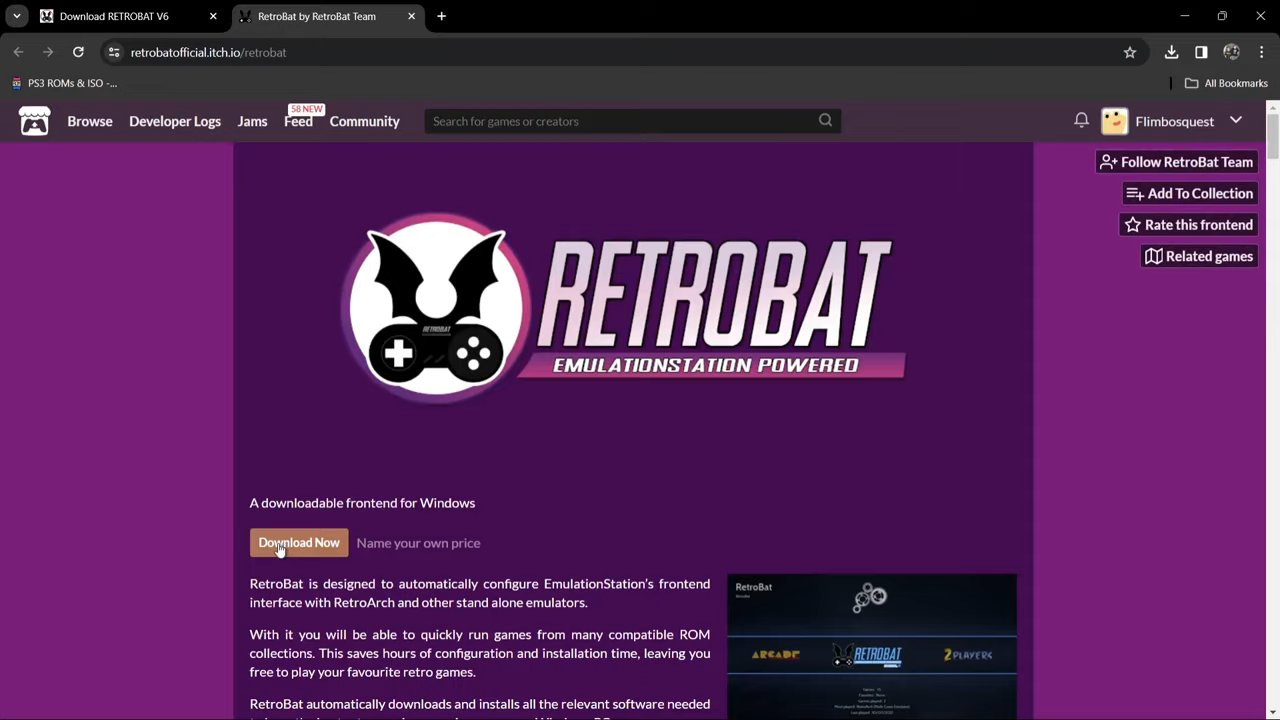 Download RETROBAT V6
RetroBat by RetroBat Team
retrobatofficial.itch.io/retrobat
PS3 ROMs & ISO -...
All Bookmarks
Browse
Developer Logs
Jams
58 NEW
Feed
Community
Search for games or creators
Flimbosquest
Follow RetroBat Team
Add To Collection
Rate this frontend
Related games
RETROBAT
RETROBAT
EMULATIONSTATION POWERED
A downloadable frontend for Windows
Download Now
Name your own price
RetroBat is designed to automatically configure EmulationStation's frontend
interface with RetroArch and other stand alone emulators.
With it you will be able to quickly run games from many compatible ROM
collections. This saves hours of configuration and installation time, leaving you
free to play your favourite retro games.
RetroBat automatically downloads and installs all the relevant software needed
RetroBat
ARCADE
RETROBAT
2 PLAYERS